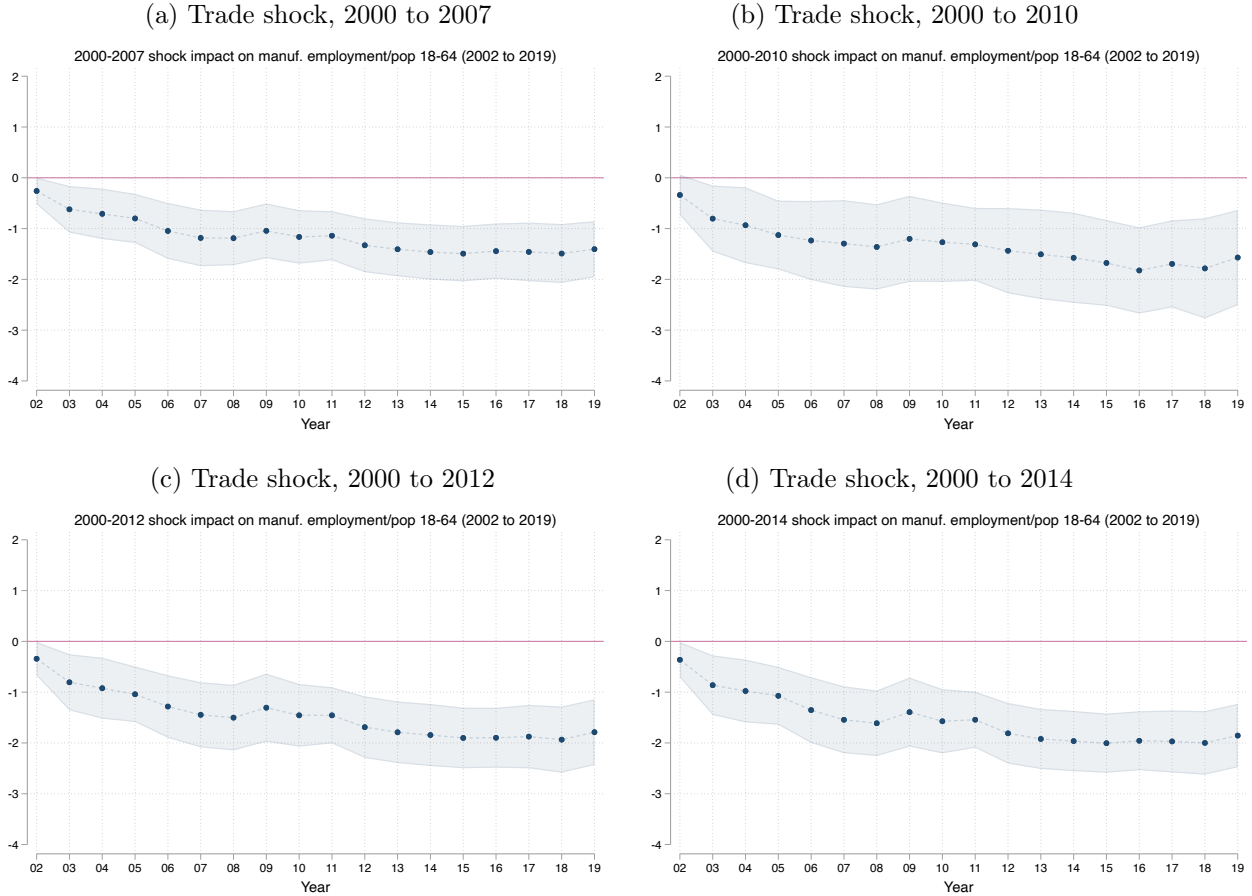 (a) Trade shock, 2000 to 2007
2000-2007 shock impact on manuf. employment/pop 18-64 (2002 to 2019)
2
1
0
-1
-2
-3
-4
02 03 04 05 06 07 08 09 10 11 12 13 14 15 16 17 18 19
Year
(b) Trade shock, 2000 to 2010
2000-2010 shock impact on manuf. employment/pop 18-64 (2002 to 2019)
2
1
0
-1
-2
-3
-4
02 03 04 05 06 07 08 09 10 11 12 13 14 15 16 17 18 19
Year
(c) Trade shock, 2000 to 2012
2000-2012 shock impact on manuf. employment/pop 18-64 (2002 to 2019)
2
1
0
-1
-2
-3
-4
02 03 04 05 06 07 08 09 10 11 12 13 14 15 16 17 18 19
Year
(d) Trade shock, 2000 to 2014
2000-2014 shock impact on manuf. employment/pop 18-64 (2002 to 2019)
2
1
0
-1
-2
-3
-4
02 03 04 05 06 07 08 09 10 11 12 13 14 15 16 17 18 19
Year